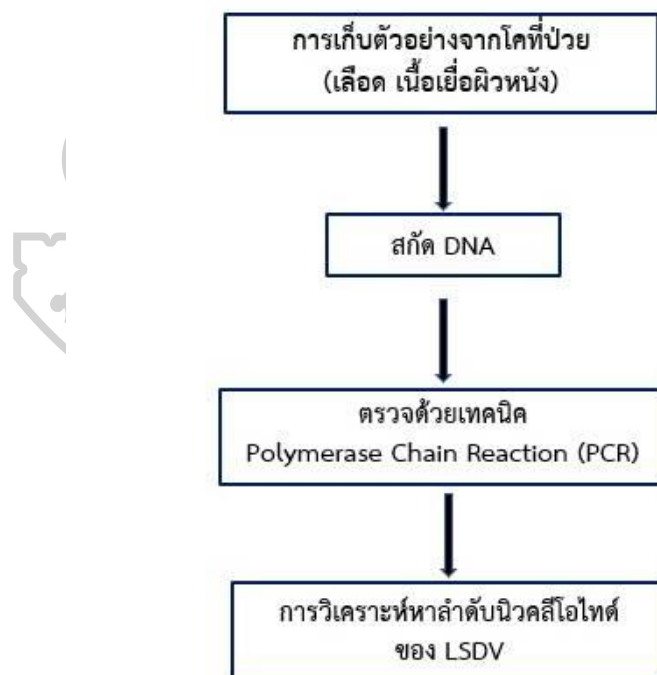 การเก็บตัวอย่างจากโคที่ป่วย
(เลือด เนื้อเยื่อผิวหนัง)
สกัด DNA
ตรวจด้วยเทคนิค
Polymerase Chain Reaction (PCR)
การวิเคราะห์หาลำดับนิวคลีโอไทด์
ของ LSDV